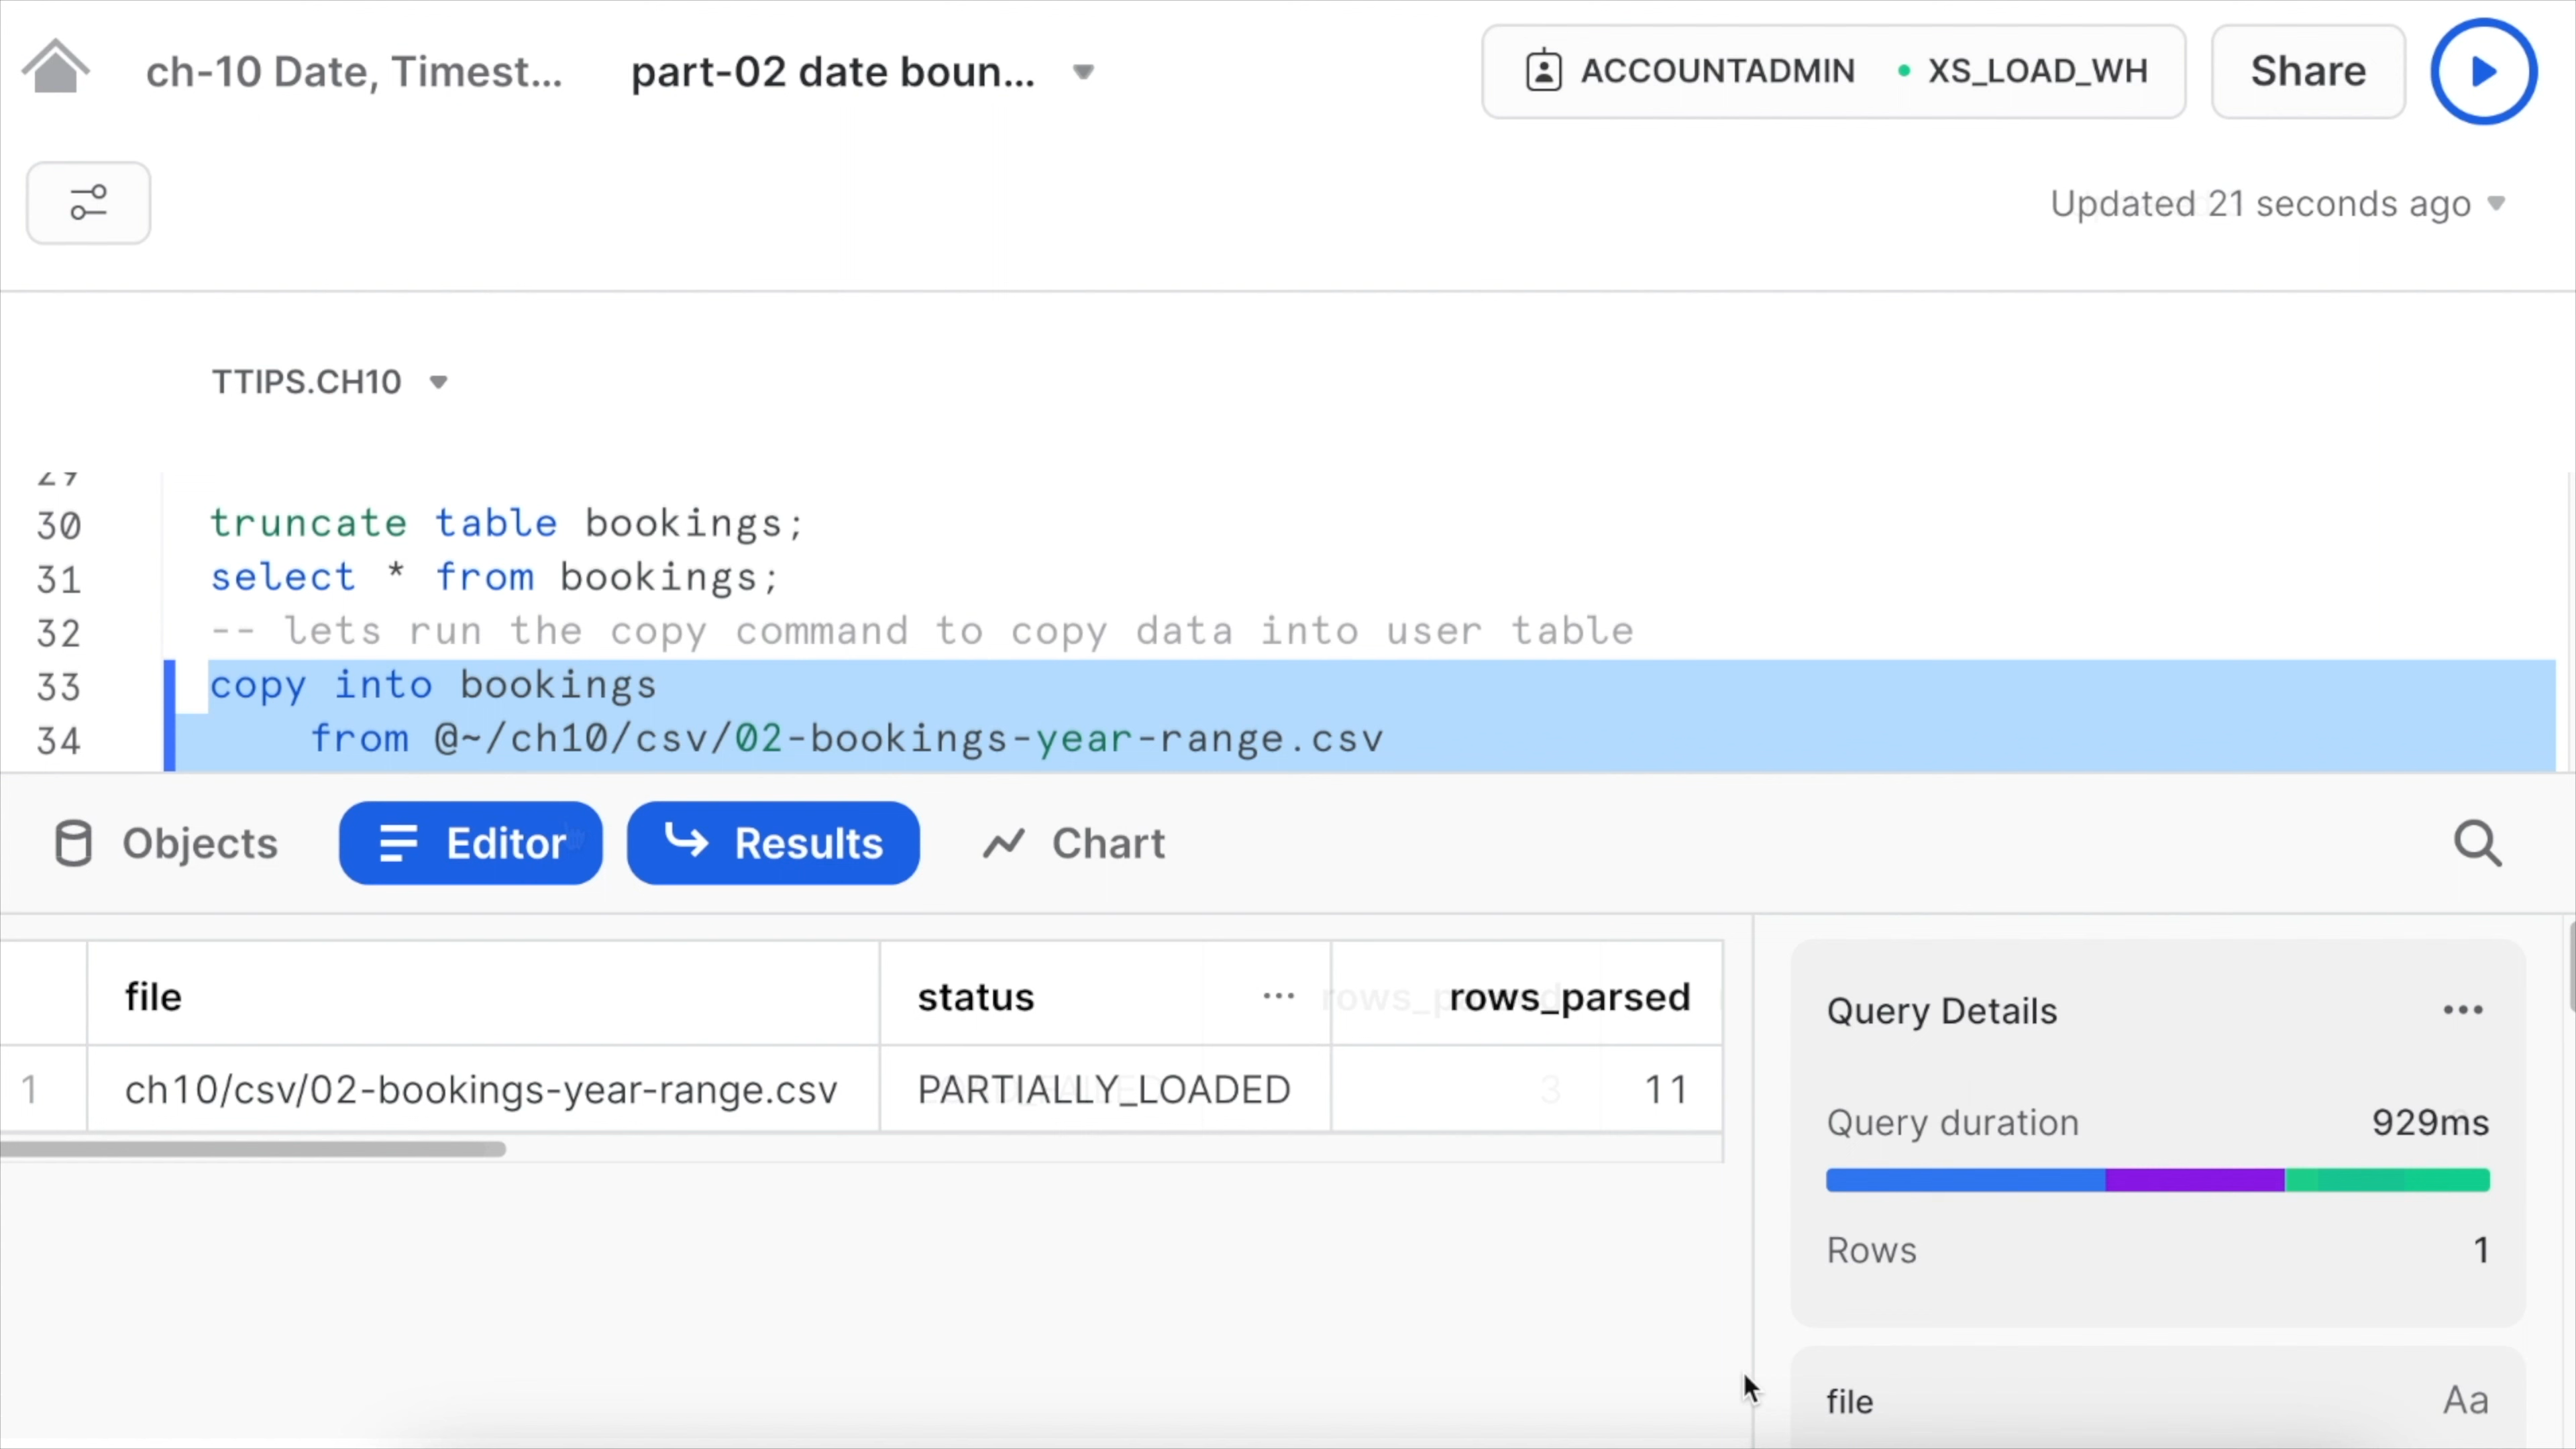 ch-10 Date, Timest... part-02 date boun... ACCOUNTADMIN XS_LOAD_WH Share
Updated 21 seconds ago
TTIPS.CH10
29
30 truncate table bookings;
31 select * from bookings;
32 -- lets run the copy command to copy data into user table
33 copy into bookings
34 from @~/ch10/csv/02-bookings-year-range.csv
Objects Editor Results Chart
file status ... rows_parsed
1 ch10/csv/02-bookings-year-range.csv PARTIALLY_LOADED 11
Query Details ...
Query duration 929ms
Rows 1
file Aa